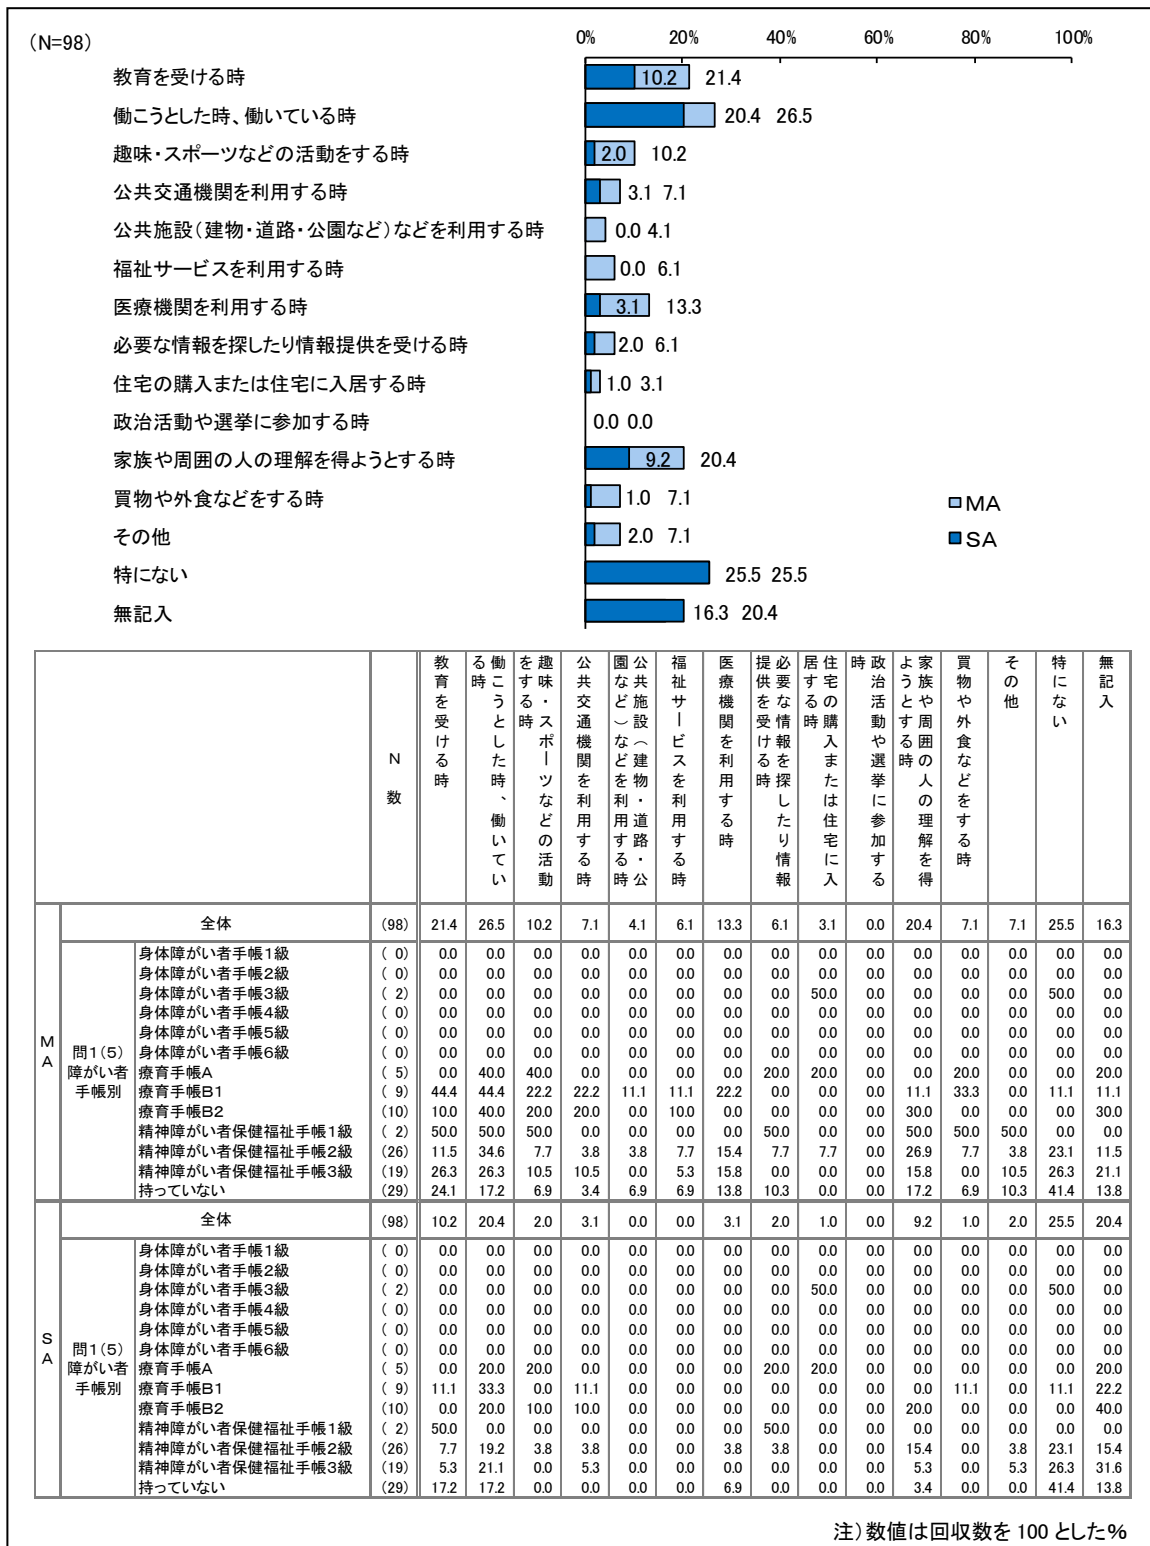 (N=98)
0% 20% 40% 60% 80% 100%
教育を受ける時 10.2 21.4
働こうとした時、働いている時 20.4 26.5
趣味・スポーツなどの活動をする時 2.0 10.2
公共交通機関を利用する時 3.1 7.1
公共施設(建物・道路・公園など)などを利用する時 0.0 4.1
福祉サービスを利用する時 0.0 6.1
医療機関を利用する時 3.1 13.3
必要な情報を探したり情報提供を受ける時 2.0 6.1
住宅の購入または住宅に入居する時 1.0 3.1
政治活動や選挙に参加する時 0.0 0.0
家族や周囲の人の理解を得ようとする時 9.2 20.4
買物や外食などをする時 1.0 7.1
その他 2.0 7.1
特にない 25.5 25.5
無記入 16.3 20.4
MA
SA
N数
教育を受ける時
働こうとした時、働いている時
趣味・スポーツなどの活動をする時
公共交通機関を利用する時
公共施設(建物・道路・公園など)などを利用する時
福祉サービスを利用する時
医療機関を利用する時
必要な情報を探したり情報提供を受ける時
住宅の購入または住宅に入居する時
政治活動や選挙に参加する時
家族や周囲の人の理解を得ようとする時
買物や外食などをする時
その他
特にない
無記入
MA
全体 (98) 21.4 26.5 10.2 7.1 4.1 6.1 13.3 6.1 3.1 0.0 20.4 7.1 7.1 25.5 16.3
問1(5)障がい者手帳別
身体障がい者手帳1級 ( 0) 0.0 0.0 0.0 0.0 0.0 0.0 0.0 0.0 0.0 0.0 0.0 0.0 0.0 0.0 0.0
身体障がい者手帳2級 ( 0) 0.0 0.0 0.0 0.0 0.0 0.0 0.0 0.0 0.0 0.0 0.0 0.0 0.0 0.0 0.0
身体障がい者手帳3級 ( 2) 0.0 0.0 0.0 0.0 0.0 0.0 0.0 0.0 50.0 0.0 0.0 0.0 0.0 50.0 0.0
身体障がい者手帳4級 ( 0) 0.0 0.0 0.0 0.0 0.0 0.0 0.0 0.0 0.0 0.0 0.0 0.0 0.0 0.0 0.0
身体障がい者手帳5級 ( 0) 0.0 0.0 0.0 0.0 0.0 0.0 0.0 0.0 0.0 0.0 0.0 0.0 0.0 0.0 0.0
身体障がい者手帳6級 ( 0) 0.0 0.0 0.0 0.0 0.0 0.0 0.0 0.0 0.0 0.0 0.0 0.0 0.0 0.0 0.0
療育手帳A ( 5) 0.0 40.0 40.0 0.0 0.0 0.0 0.0 20.0 20.0 0.0 0.0 20.0 0.0 0.0 20.0
療育手帳B1 ( 9) 44.4 44.4 22.2 22.2 11.1 11.1 22.2 0.0 0.0 0.0 11.1 33.3 0.0 11.1 11.1
療育手帳B2 (10) 10.0 40.0 20.0 20.0 0.0 10.0 0.0 0.0 0.0 0.0 30.0 0.0 0.0 0.0 30.0
精神障がい者保健福祉手帳1級 ( 2) 50.0 50.0 50.0 0.0 0.0 0.0 0.0 50.0 0.0 0.0 50.0 50.0 50.0 0.0 0.0
精神障がい者保健福祉手帳2級 (26) 11.5 34.6 7.7 3.8 3.8 7.7 15.4 7.7 7.7 0.0 26.9 7.7 3.8 23.1 11.5
精神障がい者保健福祉手帳3級 (19) 26.3 26.3 10.5 10.5 0.0 5.3 15.8 0.0 0.0 0.0 15.8 0.0 10.5 26.3 21.1
持っていない (29) 24.1 17.2 6.9 3.4 6.9 6.9 13.8 10.3 0.0 0.0 17.2 6.9 10.3 41.4 13.8
SA
全体 (98) 10.2 20.4 2.0 3.1 0.0 0.0 3.1 2.0 1.0 0.0 9.2 1.0 2.0 25.5 20.4
問1(5)障がい者手帳別
身体障がい者手帳1級 ( 0) 0.0 0.0 0.0 0.0 0.0 0.0 0.0 0.0 0.0 0.0 0.0 0.0 0.0 0.0 0.0
身体障がい者手帳2級 ( 0) 0.0 0.0 0.0 0.0 0.0 0.0 0.0 0.0 0.0 0.0 0.0 0.0 0.0 0.0 0.0
身体障がい者手帳3級 ( 2) 0.0 0.0 0.0 0.0 0.0 0.0 0.0 0.0 50.0 0.0 0.0 0.0 0.0 50.0 0.0
身体障がい者手帳4級 ( 0) 0.0 0.0 0.0 0.0 0.0 0.0 0.0 0.0 0.0 0.0 0.0 0.0 0.0 0.0 0.0
身体障がい者手帳5級 ( 0) 0.0 0.0 0.0 0.0 0.0 0.0 0.0 0.0 0.0 0.0 0.0 0.0 0.0 0.0 0.0
身体障がい者手帳6級 ( 0) 0.0 0.0 0.0 0.0 0.0 0.0 0.0 0.0 0.0 0.0 0.0 0.0 0.0 0.0 0.0
療育手帳A ( 5) 0.0 20.0 20.0 0.0 0.0 0.0 0.0 20.0 20.0 0.0 0.0 0.0 0.0 0.0 20.0
療育手帳B1 ( 9) 11.1 33.3 0.0 11.1 0.0 0.0 0.0 0.0 0.0 0.0 0.0 11.1 0.0 11.1 22.2
療育手帳B2 (10) 0.0 20.0 10.0 10.0 0.0 0.0 0.0 0.0 0.0 0.0 20.0 0.0 0.0 0.0 40.0
精神障がい者保健福祉手帳1級 ( 2) 50.0 0.0 0.0 0.0 0.0 0.0 0.0 50.0 0.0 0.0 0.0 0.0 0.0 0.0 0.0
精神障がい者保健福祉手帳2級 (26) 7.7 19.2 3.8 3.8 0.0 0.0 3.8 3.8 0.0 0.0 15.4 0.0 3.8 23.1 15.4
精神障がい者保健福祉手帳3級 (19) 5.3 21.1 0.0 5.3 0.0 0.0 0.0 0.0 0.0 0.0 5.3 0.0 5.3 26.3 31.6
持っていない (29) 17.2 17.2 0.0 0.0 0.0 0.0 6.9 0.0 0.0 0.0 3.4 0.0 0.0 41.4 13.8
注)数値は回収数を 100 とした%